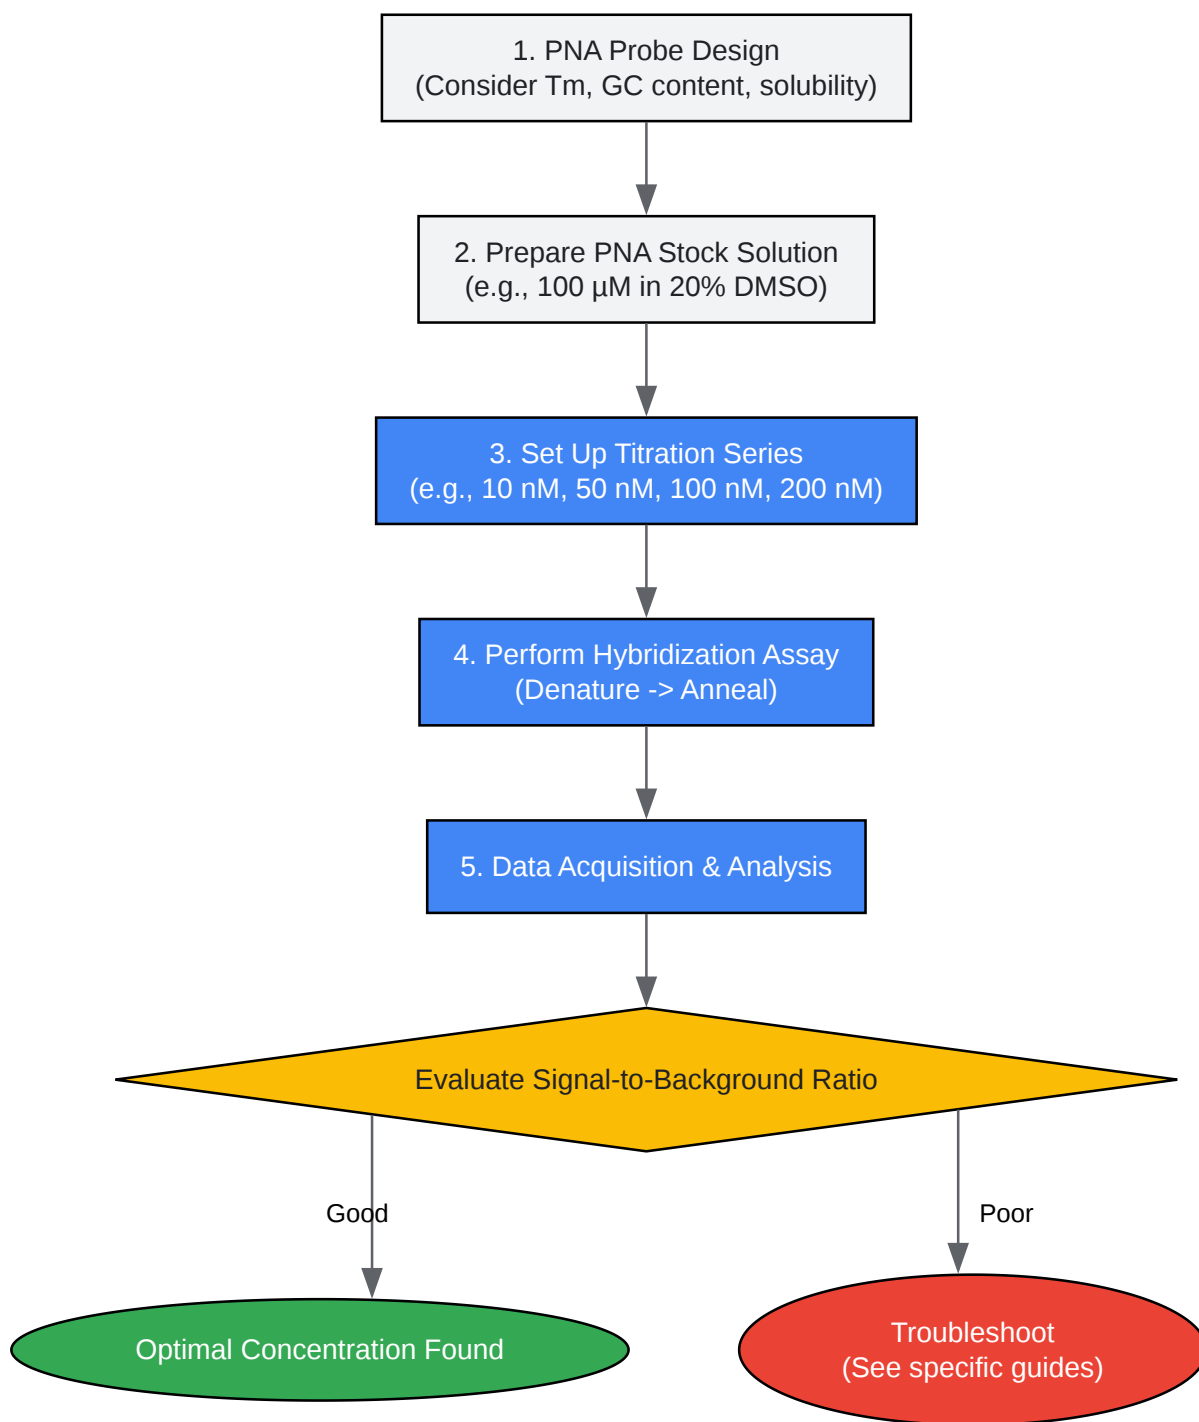 1. PNA Probe Design
(Consider Tm, GC content, solubility)
2. Prepare PNA Stock Solution
(e.g., 100 µM in 20% DMSO)
3. Set Up Titration Series
(e.g., 10 nM, 50 nM, 100 nM, 200 nM)
4. Perform Hybridization Assay
(Denature -> Anneal)
5. Data Acquisition & Analysis
Evaluate Signal-to-Background Ratio
Good
Poor
Optimal Concentration Found
Troubleshoot
(See specific guides)